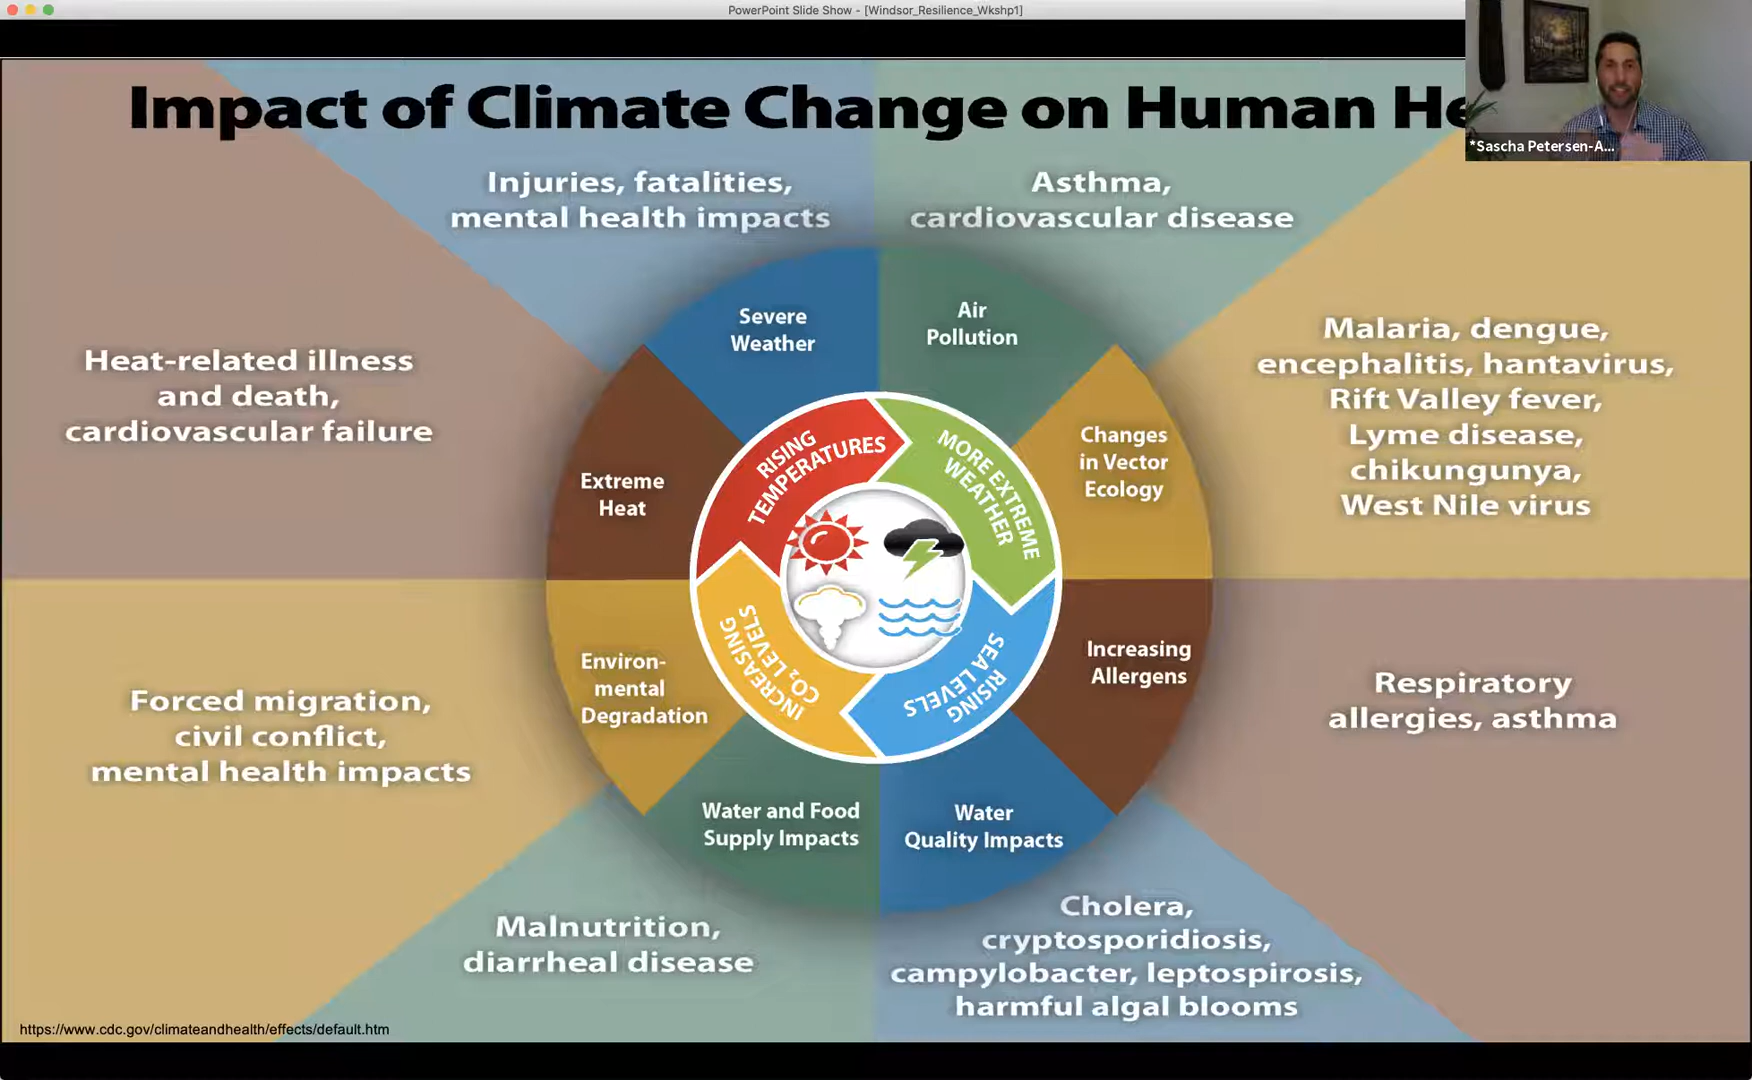 PowerPoint Slide Show - [Windsor_Resilience_Wkshp1]
Impact of Climate Change on Human He
*Sascha Petersen-A...
Injuries, fatalities,
mental health impacts
Asthma,
cardiovascular disease
Heat-related illness
and death,
cardiovascular failure
Severe
Weather
Air
Pollution
Malaria, dengue,
encephalitis, hantavirus,
Rift Valley fever,
Lyme disease,
chikungunya,
West Nile virus
Extreme
Heat
Changes
in Vector
Ecology
RISING
TEMPERATURES
MORE EXTREME
WEATHER
INCREASING
CO₂ LEVELS
RISING
SEA LEVELS
Environ-
mental
Degradation
Increasing
Allergens
Forced migration,
civil conflict,
mental health impacts
Respiratory
allergies, asthma
Water and Food
Supply Impacts
Water
Quality Impacts
Malnutrition,
diarrheal disease
Cholera,
cryptosporidiosis,
campylobacter, leptospirosis,
harmful algal blooms
https://www.cdc.gov/climateandhealth/effects/default.htm